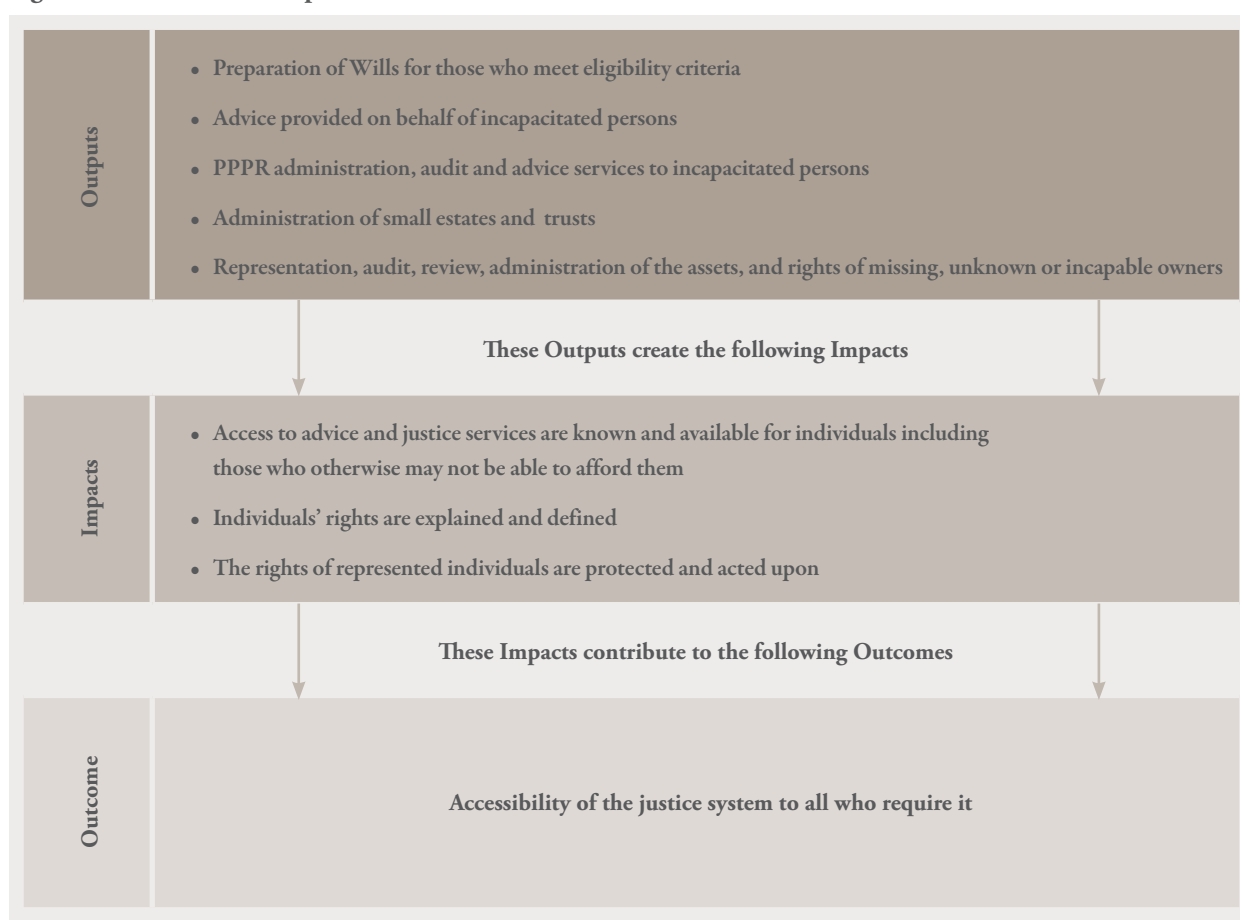 Outputs
• Preparation of Wills for those who meet eligibility criteria
• Advice provided on behalf of incapacitated persons
• PPPR administration, audit and advice services to incapacitated persons
• Administration of small estates and trusts
• Representation, audit, review, administration of the assets, and rights of missing, unknown or incapable owners
These Outputs create the following Impacts
Impacts
• Access to advice and justice services are known and available for individuals including
those who otherwise may not be able to afford them
• Individuals’ rights are explained and defined
• The rights of represented individuals are protected and acted upon
These Impacts contribute to the following Outcomes
Outcome
Accessibility of the justice system to all who require it